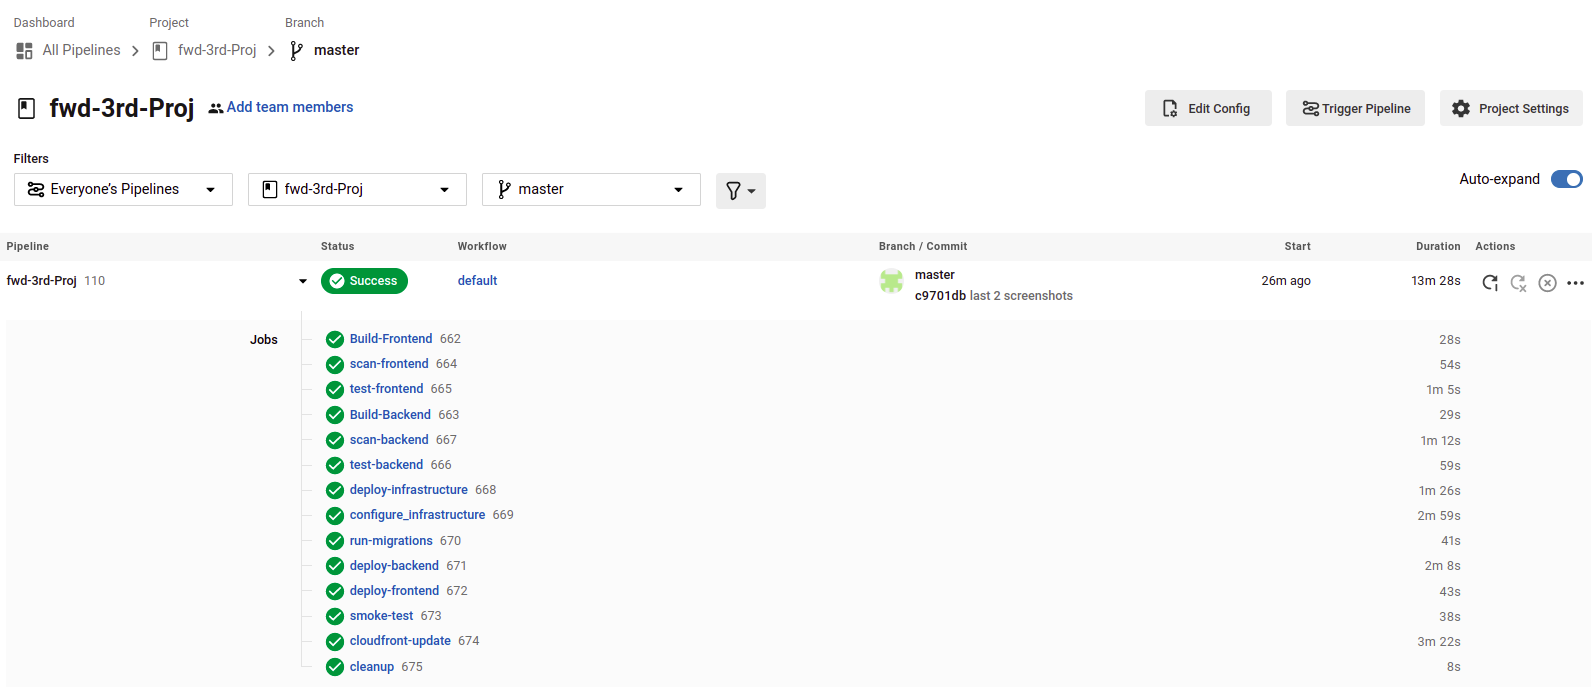 Dashboard Project Branch
All Pipelines fwd-3rd-Proj master
fwd-3rd-Proj Add team members Edit Config Trigger Pipeline Project Settings
Filters
Everyone's Pipelines fwd-3rd-Proj master Auto-expand
Pipeline Status Workflow Branch / Commit Start Duration Actions
fwd-3rd-Proj 110 Success default master 26m ago 13m 28s
c9701db last 2 screenshots
Jobs Build-Frontend 662 28s
scan-frontend 664 54s
test-frontend 665 1m 5s
Build-Backend 663 29s
scan-backend 667 1m 12s
test-backend 666 59s
deploy-infrastructure 668 1m 26s
configure_infrastructure 669 2m 59s
run-migrations 670 41s
deploy-backend 671 2m 8s
deploy-frontend 672 43s
smoke-test 673 38s
cloudfront-update 674 3m 22s
cleanup 675 8s